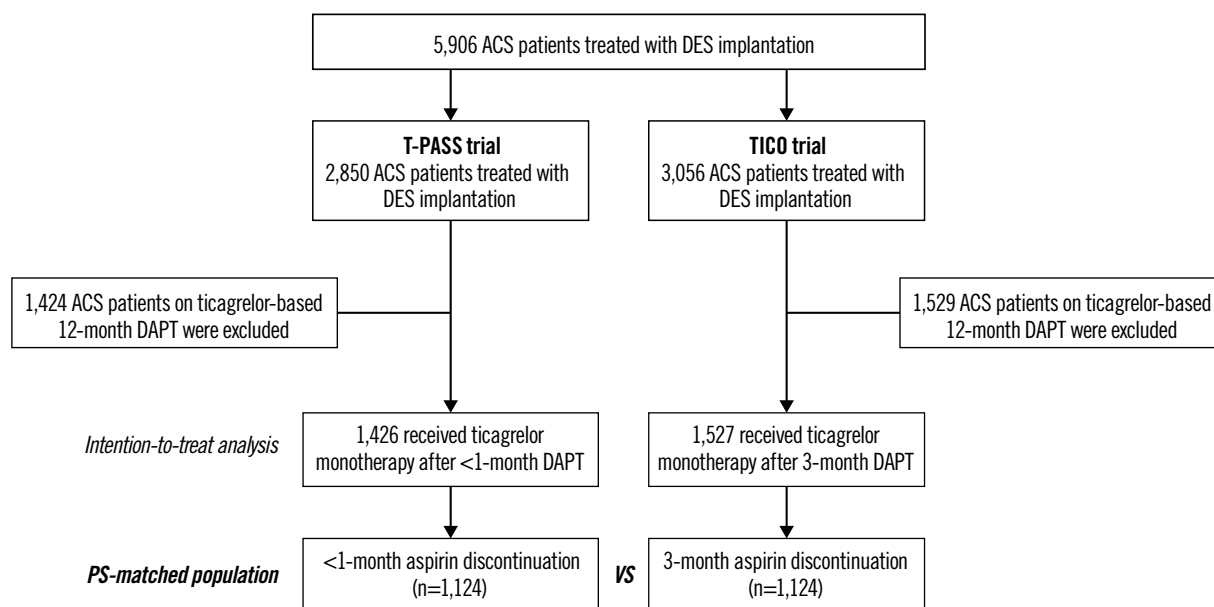 5,906 ACS patients treated with DES implantation
T-PASS trial
2,850 ACS patients treated with
DES implantation
TICO trial
3,056 ACS patients treated with
DES implantation
1,424 ACS patients on ticagrelor-based
12-month DAPT were excluded
1,529 ACS patients on ticagrelor-based
12-month DAPT were excluded
Intention-to-treat analysis
1,426 received ticagrelor
monotherapy after <1-month DAPT
1,527 received ticagrelor
monotherapy after 3-month DAPT
PS-matched population
<1-month aspirin discontinuation
(n=1,124)
VS
3-month aspirin discontinuation
(n=1,124)